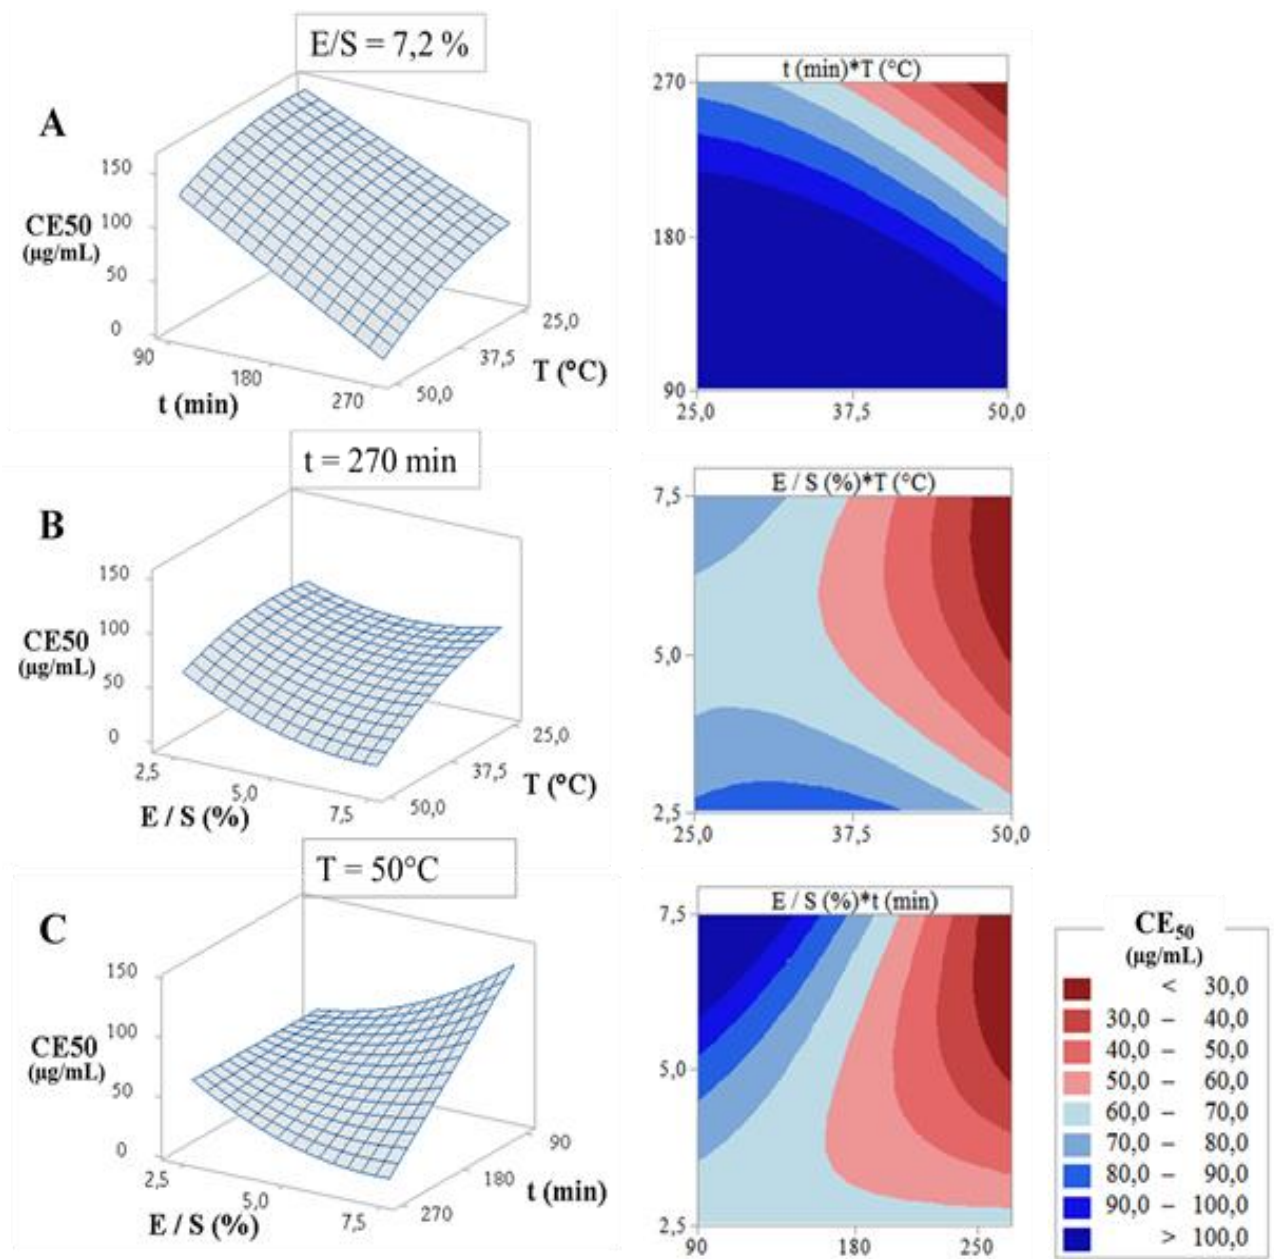 E/S = 7,2 %
A
CE50
(µg/mL)
150
100
50
0
90
180
270
t (min)
25,0
37,5
50,0
T (°C)
t (min)*T (°C)
270
180
90
25,0
37,5
50,0
t = 270 min
B
CE50
(µg/mL)
150
100
50
0
2,5
5,0
7,5
E / S (%)
25,0
37,5
50,0
T (°C)
E / S (%)*T (°C)
7,5
5,0
2,5
25,0
37,5
50,0
T = 50°C
C
CE50
(µg/mL)
150
100
50
0
2,5
5,0
7,5
E / S (%)
90
180
270
t (min)
E / S (%)*t (min)
7,5
5,0
2,5
90
180
250
CE₅₀
(µg/mL)
< 30,0
30,0 – 40,0
40,0 – 50,0
50,0 – 60,0
60,0 – 70,0
70,0 – 80,0
80,0 – 90,0
90,0 – 100,0
> 100,0